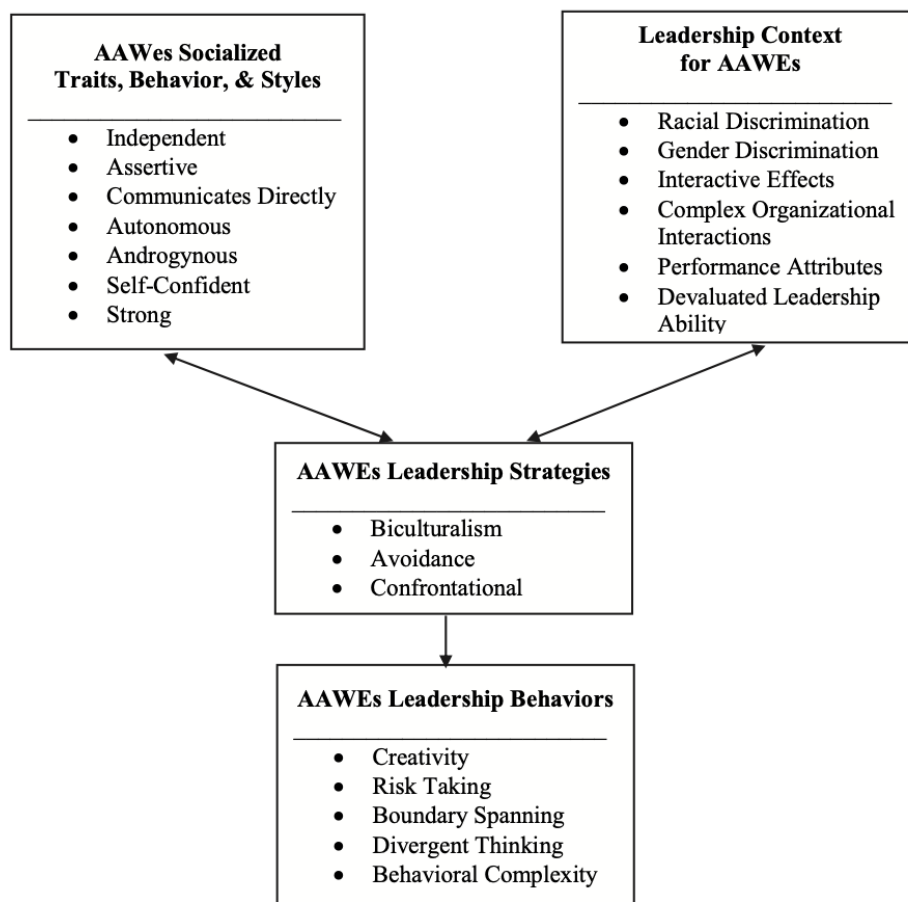 AAWes Socialized
Traits, Behavior, & Styles
• Independent
• Assertive
• Communicates Directly
• Autonomous
• Androgynous
• Self-Confident
• Strong
Leadership Context
for AAWEs
• Racial Discrimination
• Gender Discrimination
• Interactive Effects
• Complex Organizational
Interactions
• Performance Attributes
• Devaluated Leadership
Ability
AAWEs Leadership Strategies
• Biculturalism
• Avoidance
• Confrontational
AAWEs Leadership Behaviors
• Creativity
• Risk Taking
• Boundary Spanning
• Divergent Thinking
• Behavioral Complexity